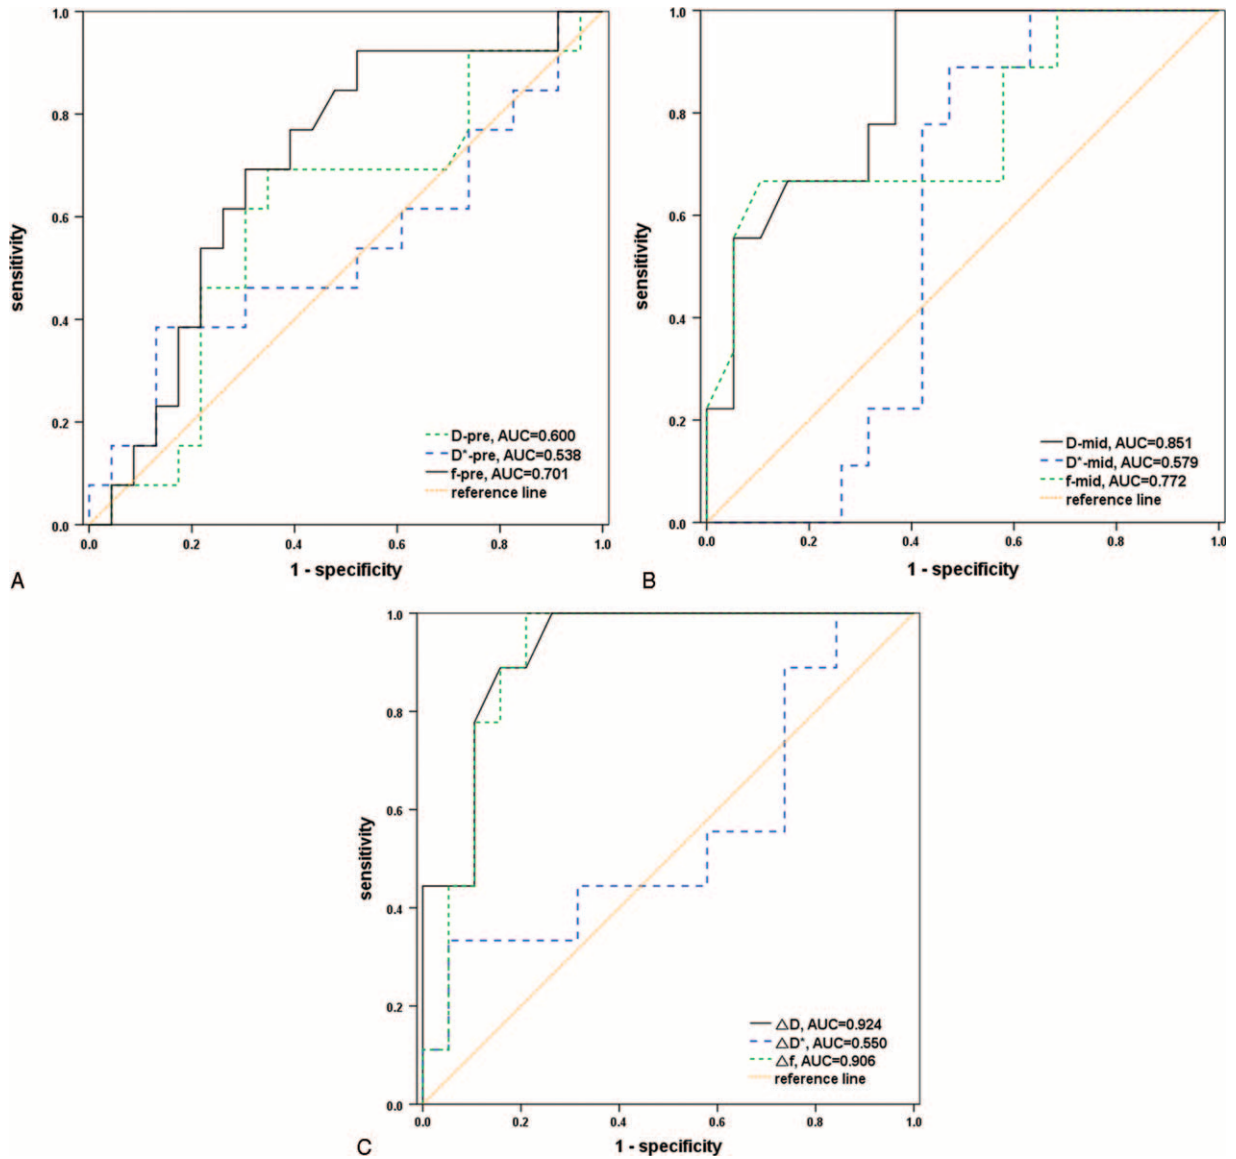 1.0
0.8
0.6
0.4
0.2
0.0
sensitivity
D-pre, AUC=0.600
D*-pre, AUC=0.538
f-pre, AUC=0.701
reference line
0.0 0.2 0.4 0.6 0.8 1.0
1 - specificity
A
1.0
0.8
0.6
0.4
0.2
0.0
sensitivity
D-mid, AUC=0.851
D*-mid, AUC=0.579
f-mid, AUC=0.772
reference line
0.0 0.2 0.4 0.6 0.8 1.0
1 - specificity
B
1.0
0.8
0.6
0.4
0.2
0.0
sensitivity
△D, AUC=0.924
△D*, AUC=0.550
△f, AUC=0.906
reference line
0.0 0.2 0.4 0.6 0.8 1.0
1 - specificity
C